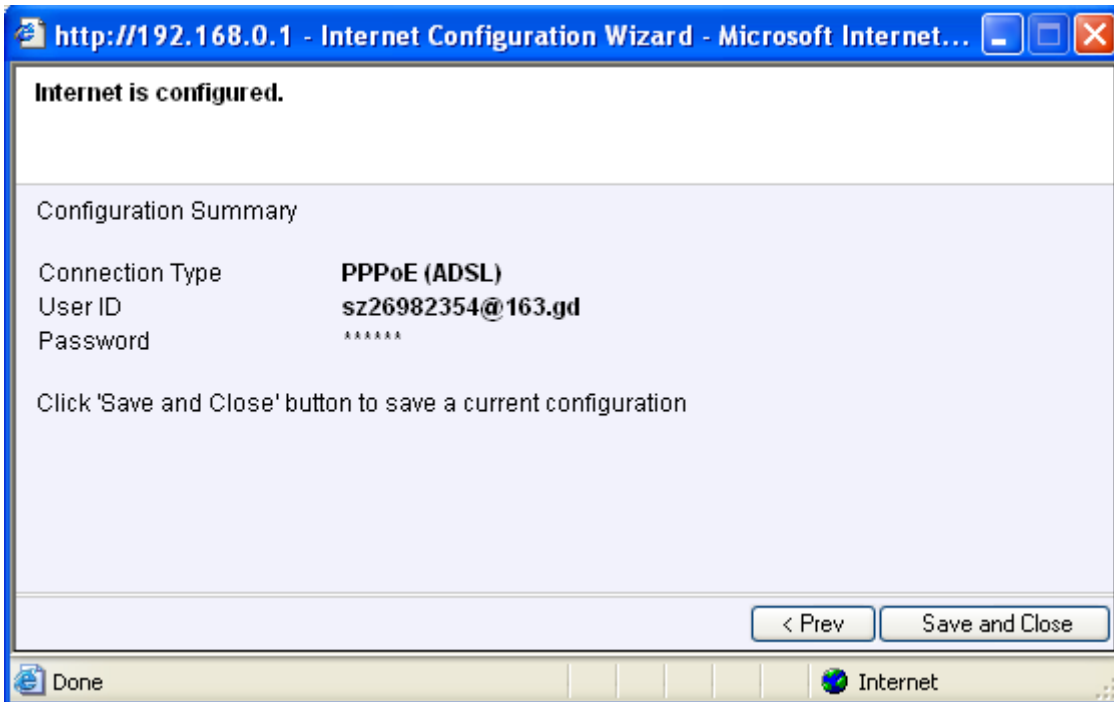 http://192.168.0.1 - Internet Configuration Wizard - Microsoft Internet...
Internet is configured.
Configuration Summary
Connection Type PPPoE (ADSL)
User ID sz26982354@163.gd
Password ******
Click 'Save and Close' button to save a current configuration
< Prev Save and Close
Done Internet